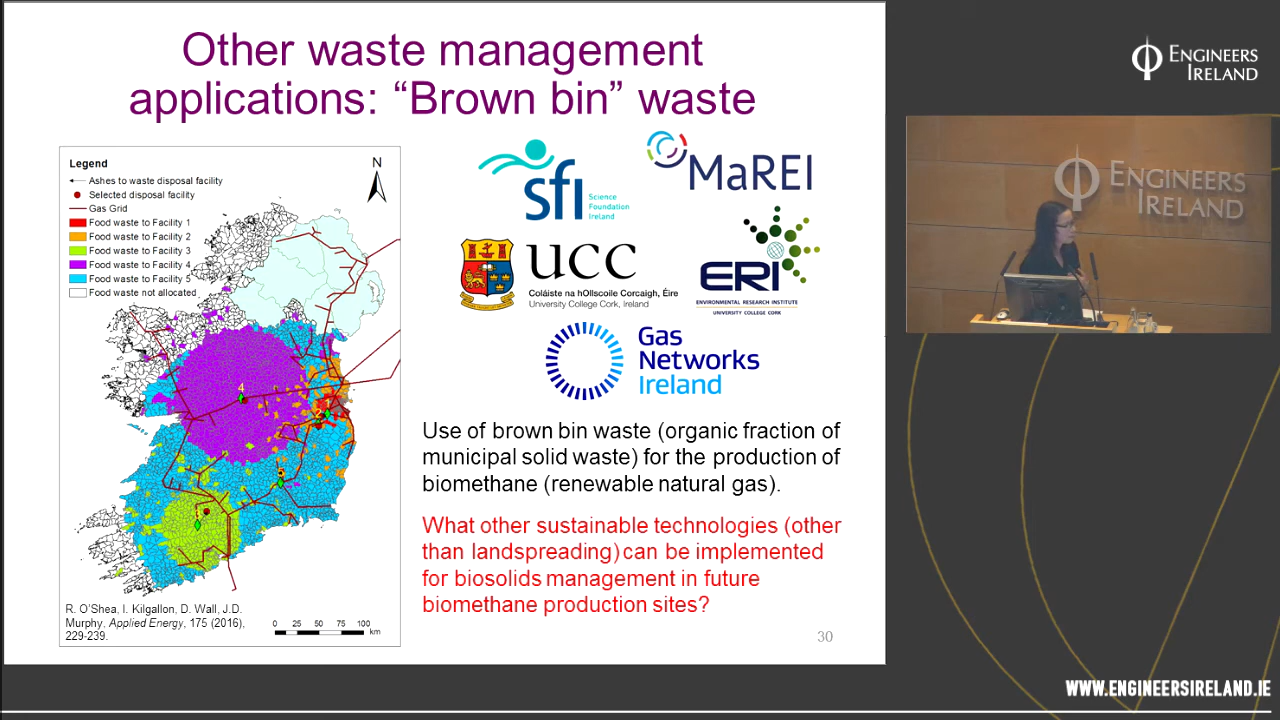 Other waste management
applications: “Brown bin” waste
Legend
N
Ashes to waste disposal facility
Selected disposal facility
Gas Grid
Food waste to Facility 1
Food waste to Facility 2
Food waste to Facility 3
Food waste to Facility 4
Food waste to Facility 5
Food waste not allocated
4
R. O'Shea, I. Kilgallon, D. Wall, J.D.
Murphy, Applied Energy, 175 (2016),
229-239.
0 25 50 75 100
km
sfi
Science
Foundation
Ireland
MaREI
UCC
Coláiste na hOllscoile Corcaigh, Éire
University College Cork, Ireland
ERI
ENVIRONMENTAL RESEARCH INSTITUTE
UNIVERSITY COLLEGE CORK
Gas
Networks
Ireland
Use of brown bin waste (organic fraction of
municipal solid waste) for the production of
biomethane (renewable natural gas).
What other sustainable technologies (other
than landspreading) can be implemented
for biosolids management in future
biomethane production sites?
30
ENGINEERS
IRELAND
ENGINEERS
IRELAND
WWW.ENGINEERSIRELAND.IE